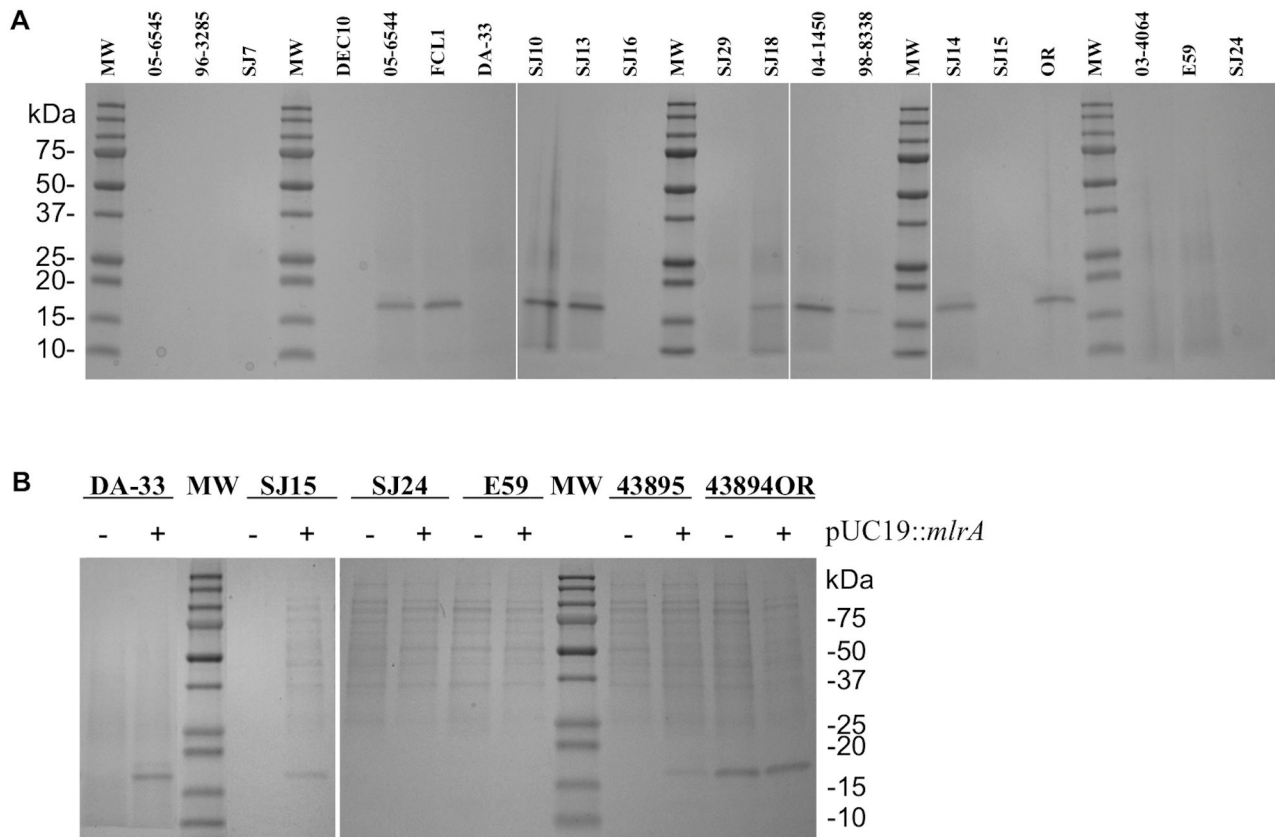 A
MW 05-6545 96-3285 SJ7 MW DEC10 05-6544 FCL1 DA-33 SJ10 SJ13 SJ16 MW SJ29 SJ18 04-1450 98-8338 MW SJ14 SJ15 OR MW 03-4064 E59 SJ24
kDa
75-
50-
37-
25-
20-
15-
10-
B
DA-33 MW SJ15 SJ24 E59 MW 43895 43894OR
- + - + - + - + - + - + pUC19::mlrA
kDa
-75
-50
-37
-25
-20
-15
-10